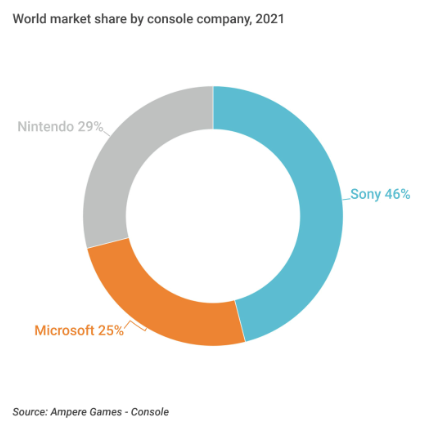 World market share by console company, 2021
Nintendo 29%
Sony 46%
Microsoft 25%
Source: Ampere Games - Console